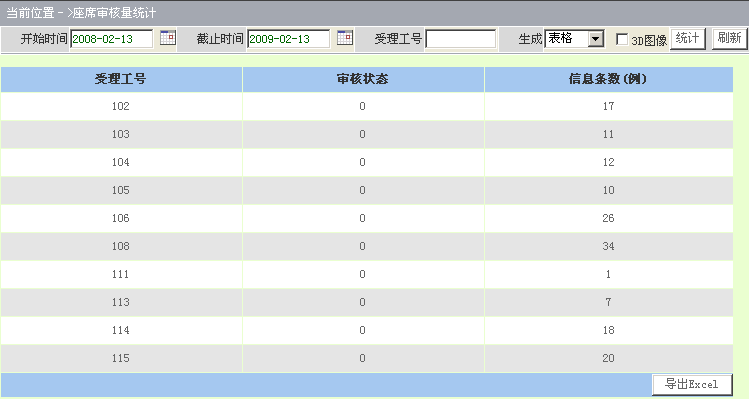 当前位置－>座席审核量统计
开始时间 2008-02-13 截止时间 2009-02-13 受理工号 生成 表格 3D图像 统计 刷新
受理工号 审核状态 信息条数(例)
102 0 17
103 0 11
104 0 12
105 0 10
106 0 26
108 0 34
111 0 1
113 0 7
114 0 18
115 0 20
导出Excel